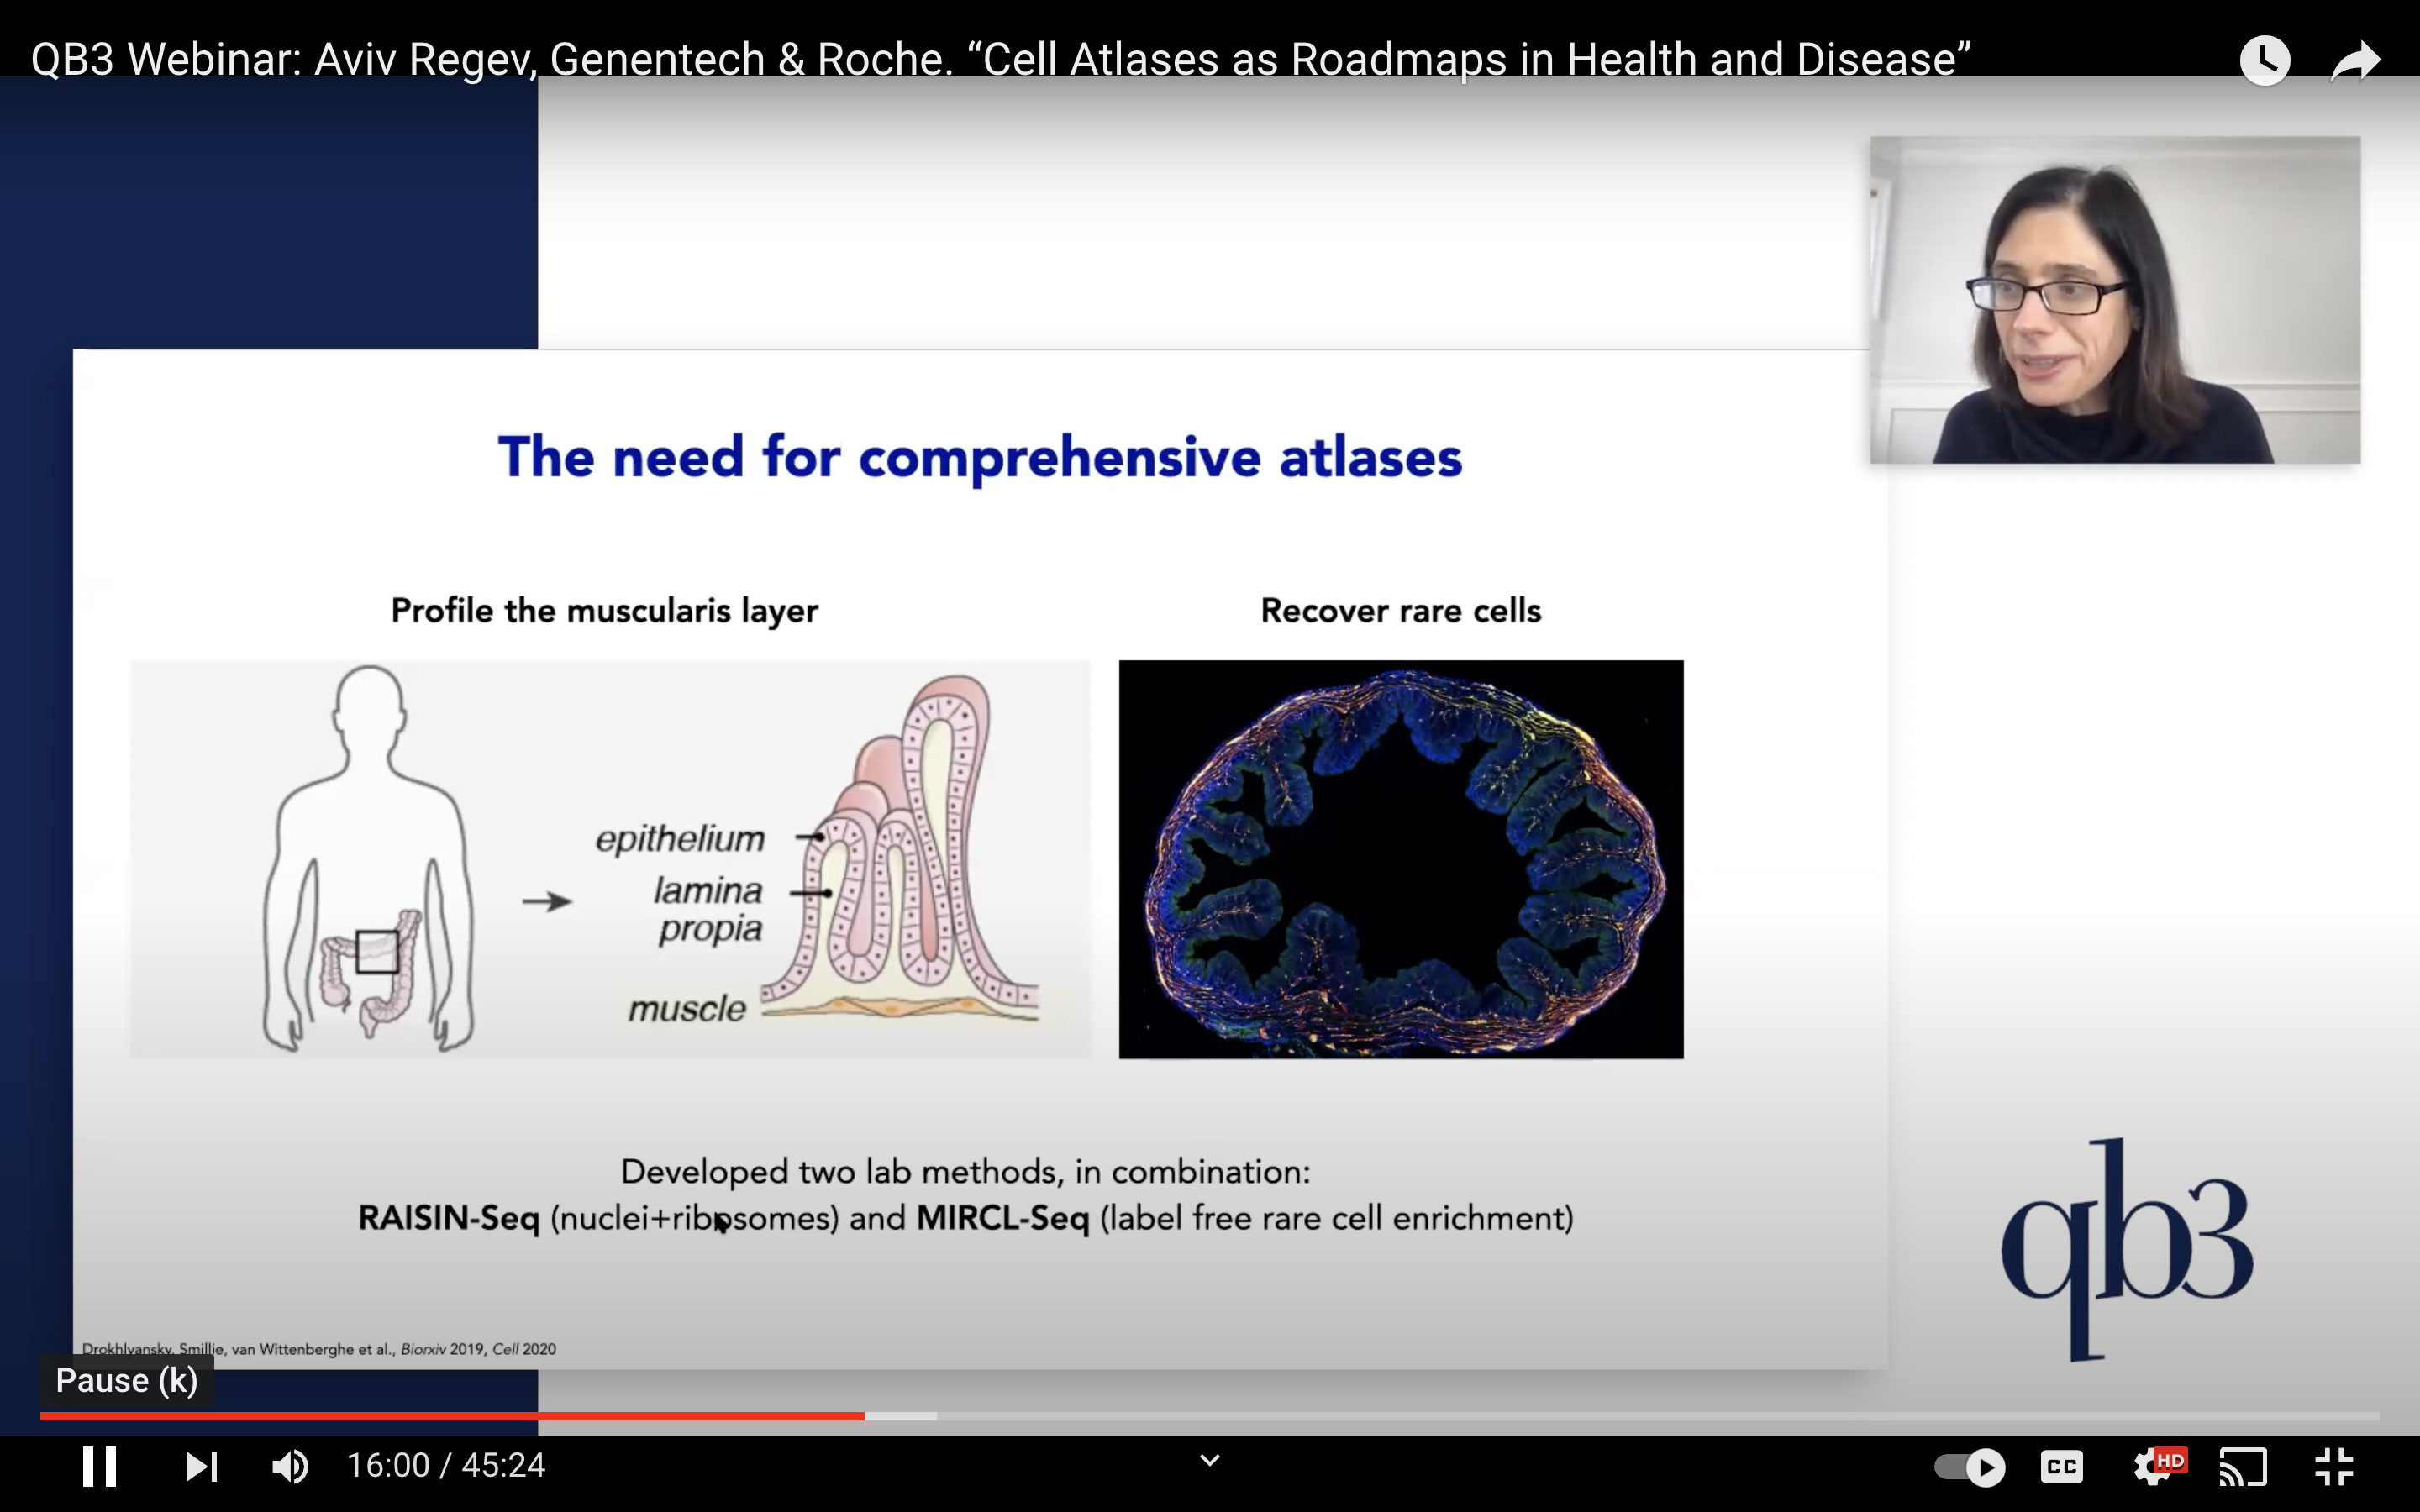 QB3 Webinar: Aviv Regev, Genentech & Roche. “Cell Atlases as Roadmaps in Health and Disease”
The need for comprehensive atlases
Profile the muscularis layer
Recover rare cells
epithelium
lamina
propia
muscle
Developed two lab methods, in combination:
RAISIN-Seq (nuclei+ribosomes) and MIRCL-Seq (label free rare cell enrichment)
qb3
Drokhlyansky, Smillie, van Wittenberghe et al., Biorxiv 2019, Cell 2020
Pause (k)
16:00 / 45:24
CC
HD